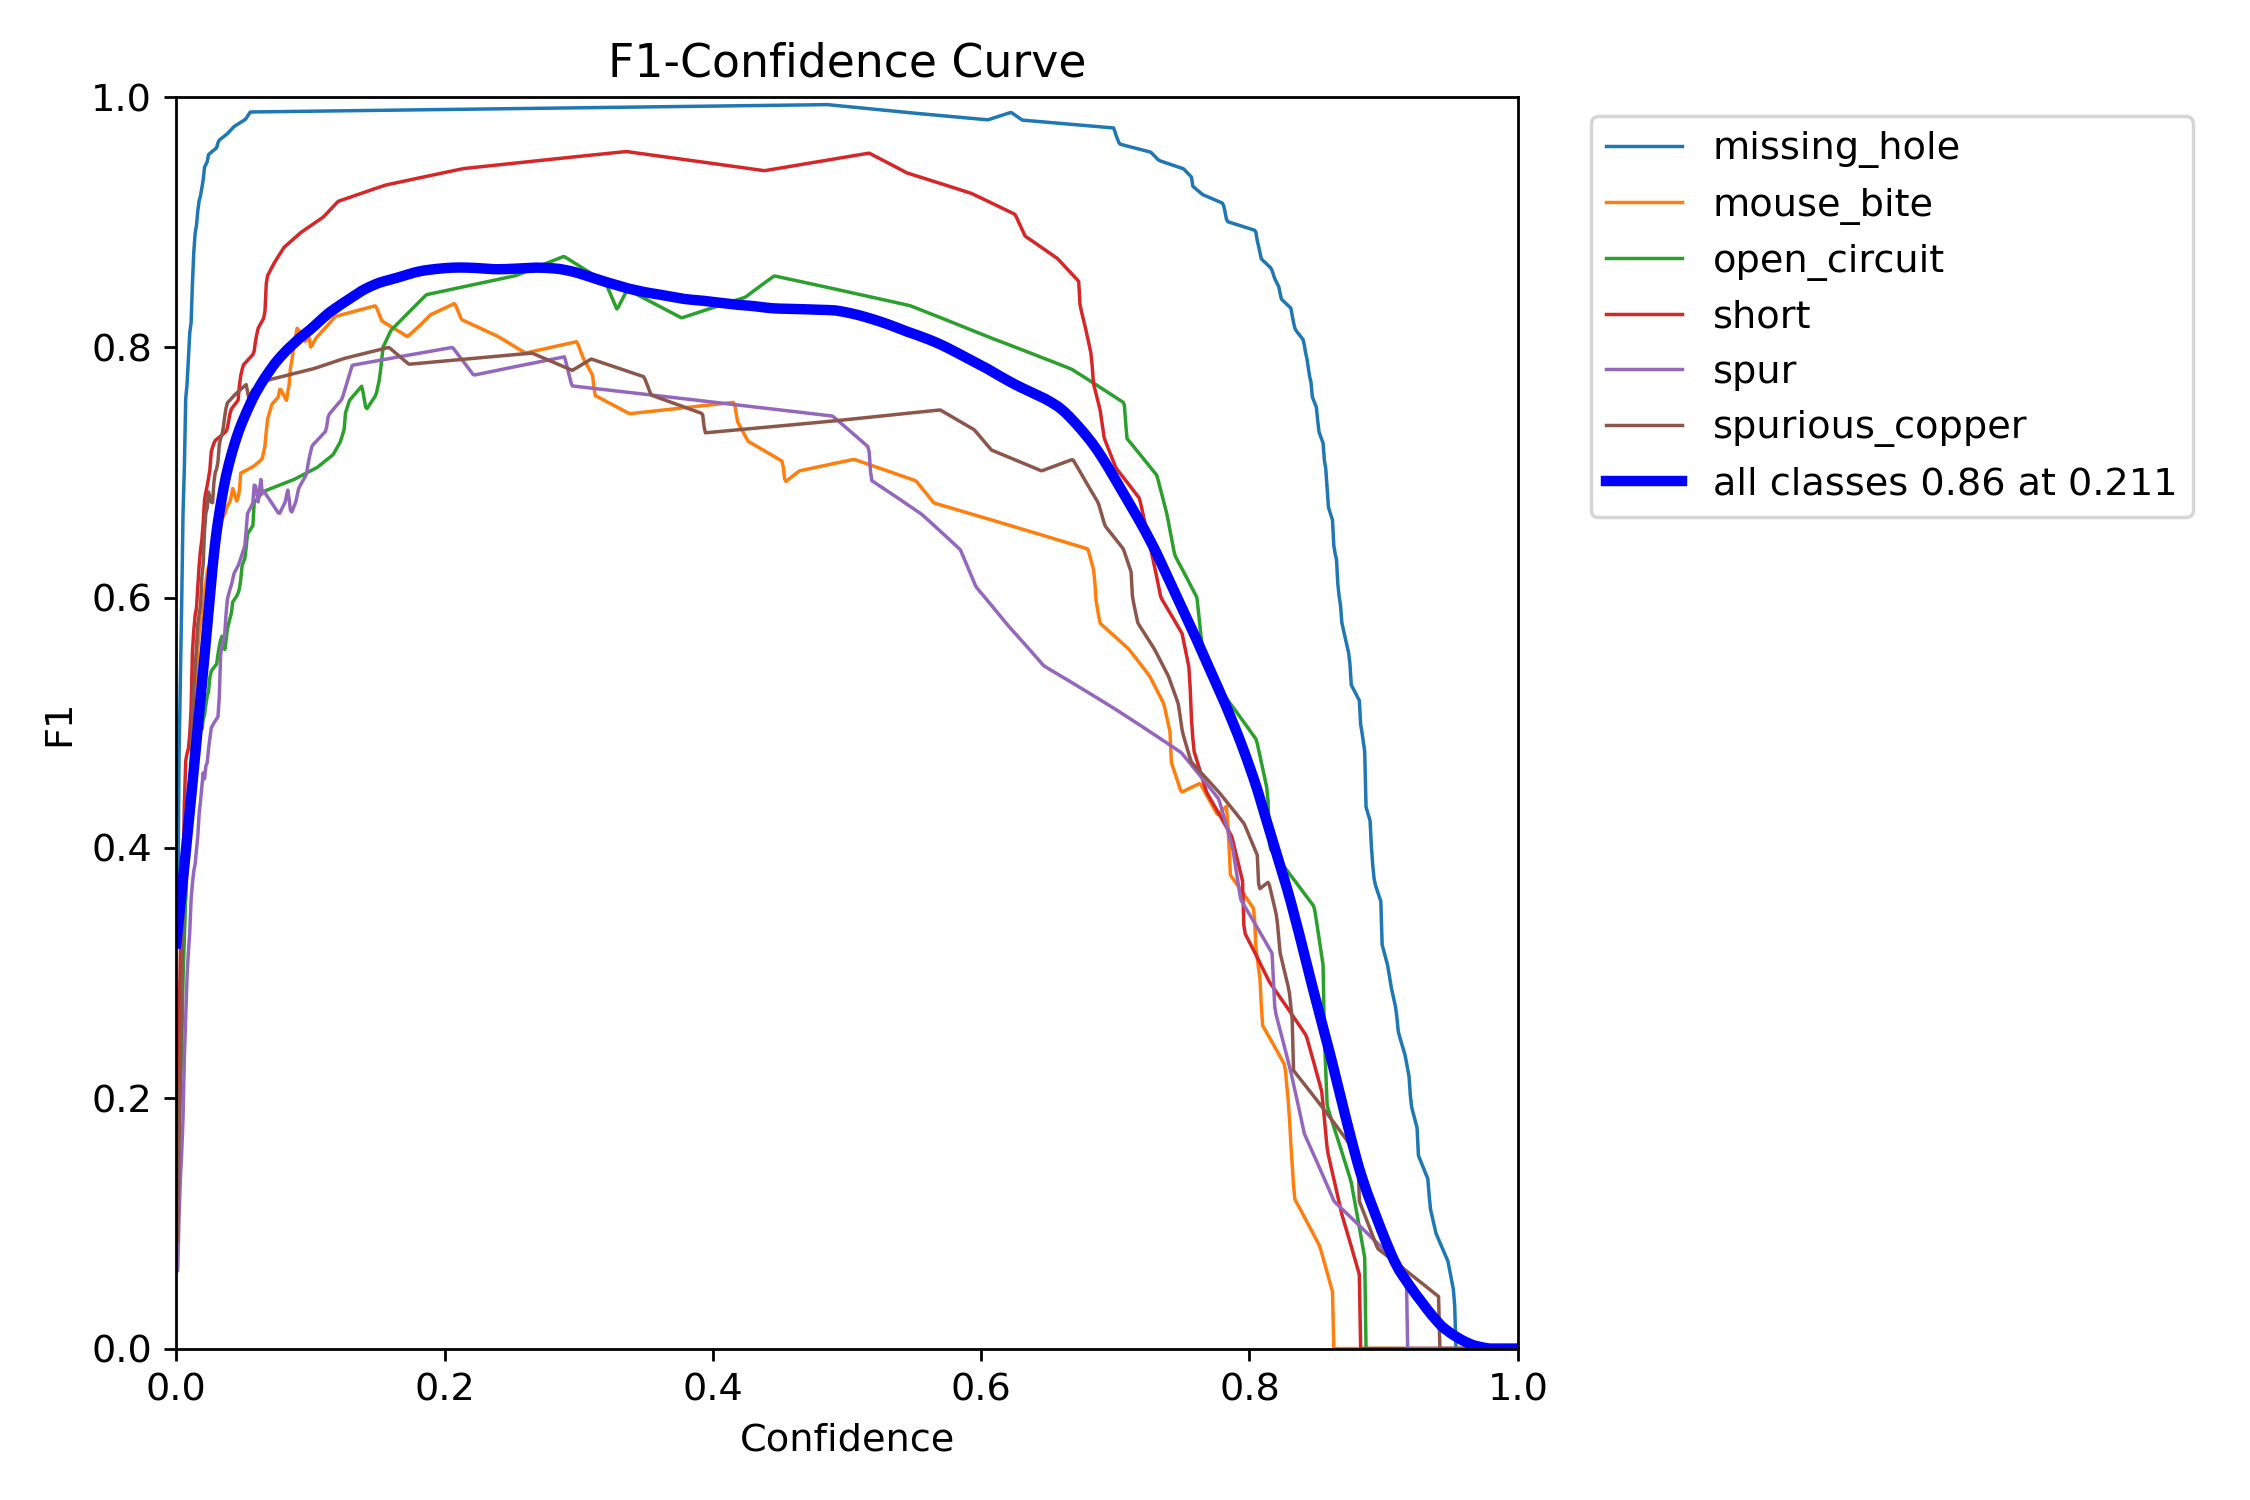 F1-Confidence Curve
1.0
0.8
0.6
0.4
0.2
0.0
F1
0.0 0.2 0.4 0.6 0.8 1.0
Confidence
missing_hole
mouse_bite
open_circuit
short
spur
spurious_copper
all classes 0.86 at 0.211